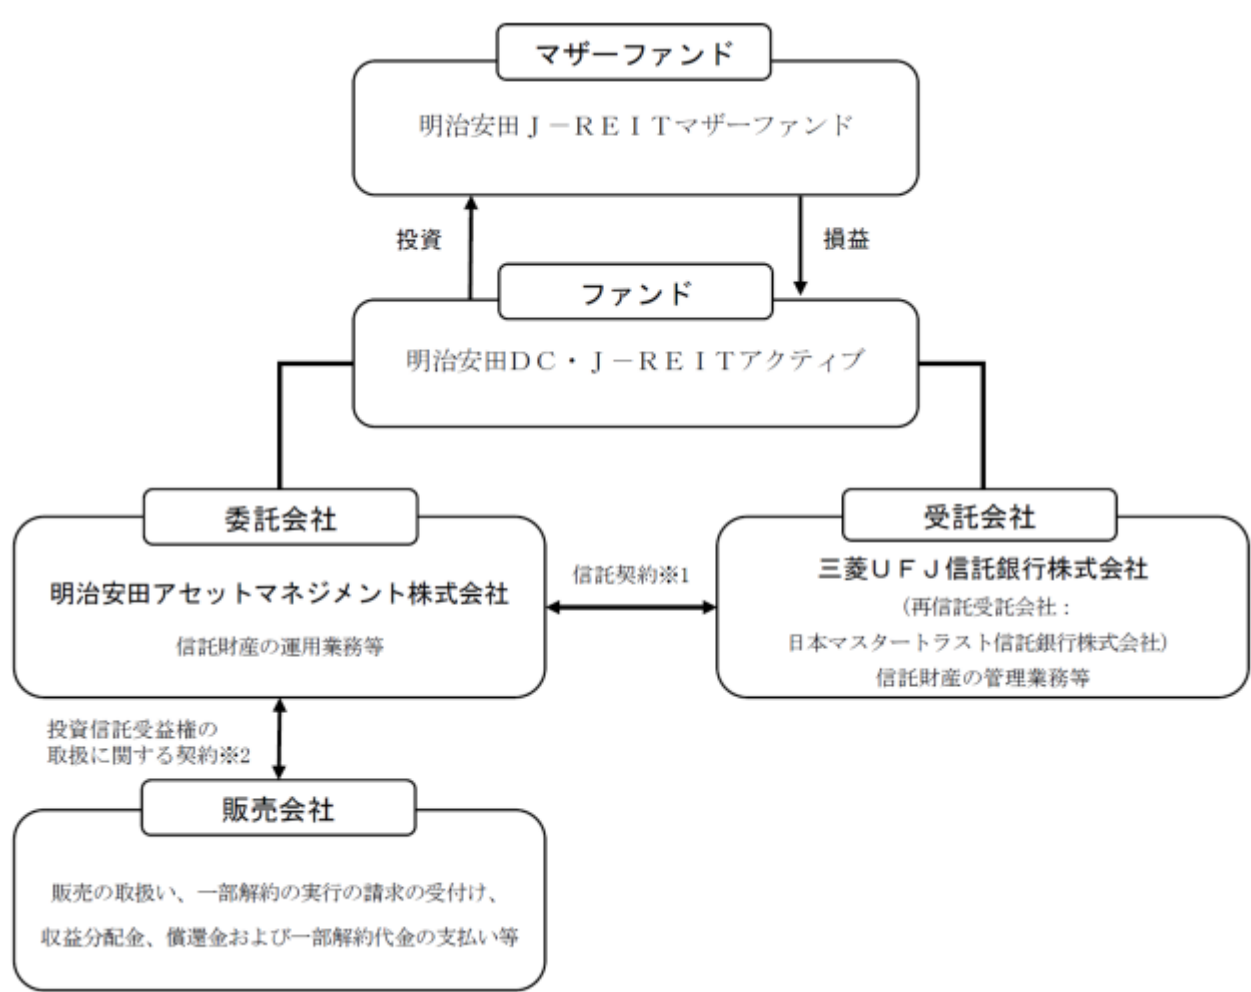 マザーファンド
明治安田Ｊ－ＲＥＩＴマザーファンド
投資
損益
ファンド
明治安田ＤＣ・Ｊ－ＲＥＩＴアクティブ
委託会社
明治安田アセットマネジメント株式会社
信託財産の運用業務等
信託契約※1
受託会社
三菱ＵＦＪ信託銀行株式会社
（再信託受託会社：
日本マスタートラスト信託銀行株式会社）
信託財産の管理業務等
投資信託受益権の
取扱に関する契約※2
販売会社
販売の取扱い、一部解約の実行の請求の受付け、
収益分配金、償還金および一部解約代金の支払い等